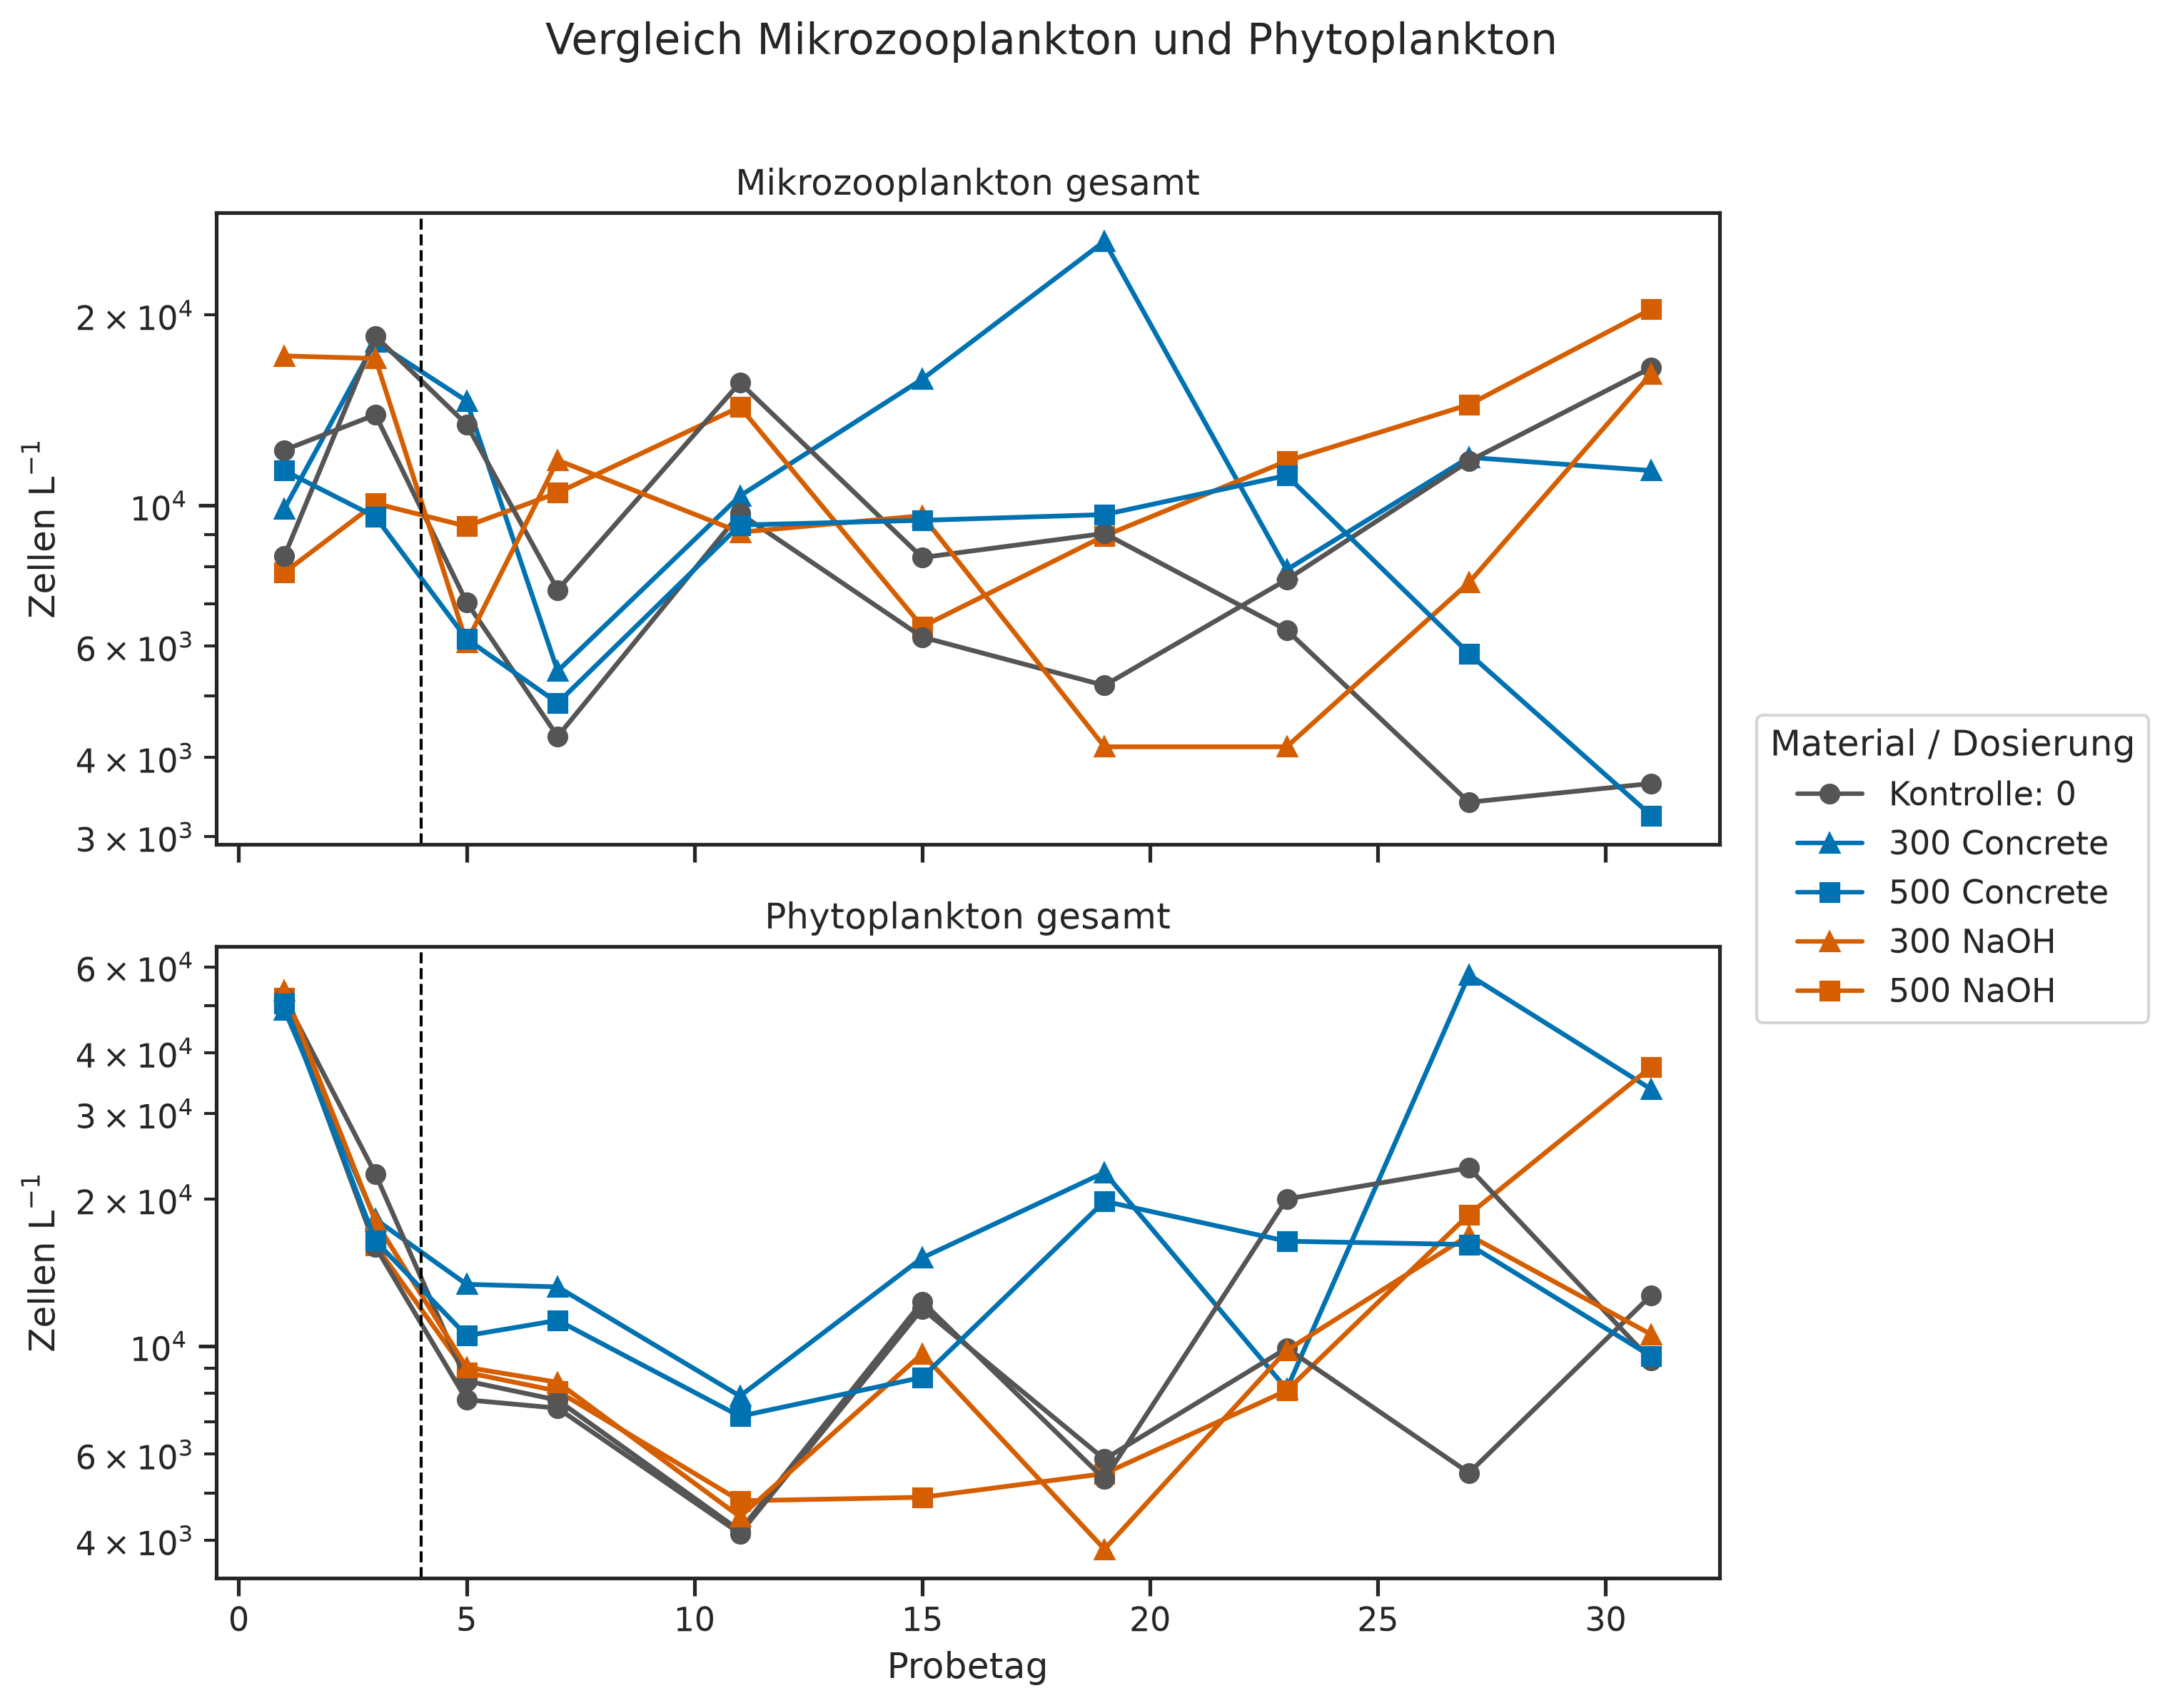 Vergleich Mikrozooplankton und Phytoplankton
Mikrozooplankton gesamt
Zellen L⁻¹
2 × 10⁴
10⁴
6 × 10³
4 × 10³
3 × 10³
Material / Dosierung
Kontrolle: 0
300 Concrete
500 Concrete
300 NaOH
500 NaOH
Phytoplankton gesamt
Zellen L⁻¹
6 × 10⁴
4 × 10⁴
3 × 10⁴
2 × 10⁴
10⁴
6 × 10³
4 × 10³
0 5 10 15 20 25 30
Probetag